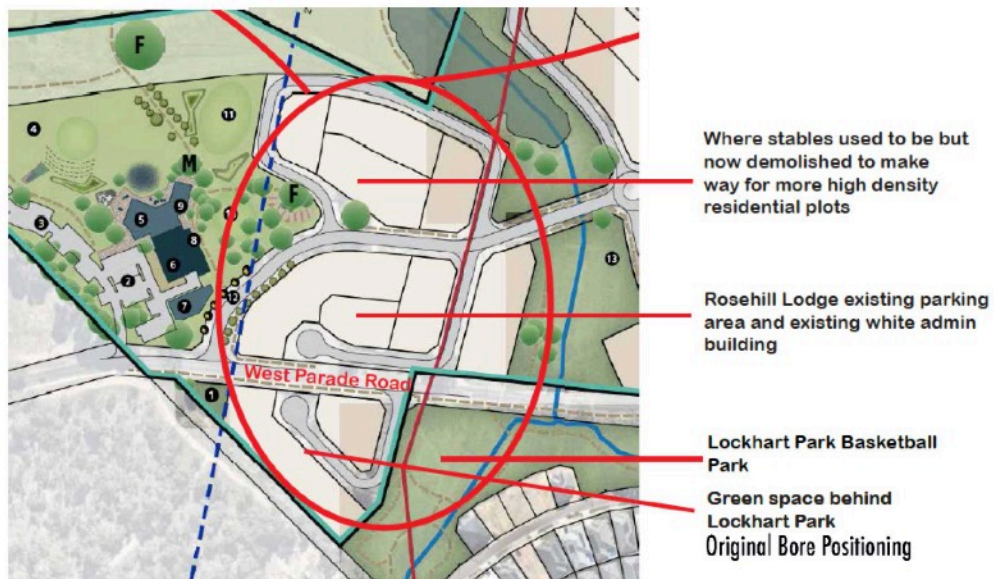 F
4
11
M
Where stables used to be but
now demolished to make
way for more high density
residential plots
3
5
9
F
10
8
2
6
13
7
12
Rosehill Lodge existing parking
area and existing white admin
building
West Parade Road
1
Lockhart Park Basketball
Park
Green space behind
Lockhart Park
Original Bore Positioning